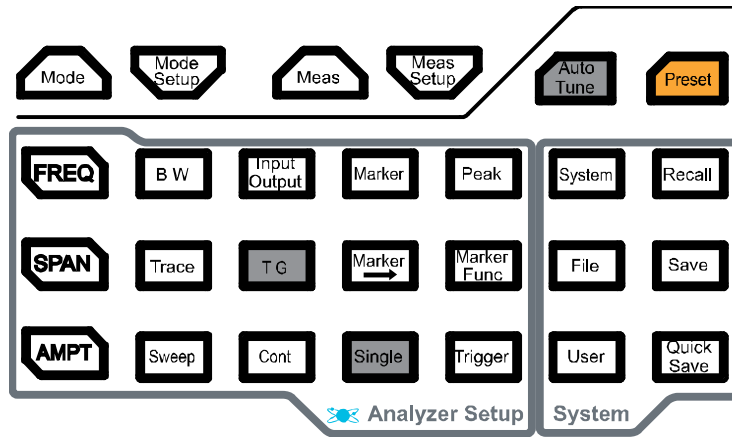 Mode
Mode
Setup
Meas
Meas
Setup
Auto
Tune
Preset
FREQ
B W
Input
Output
Marker
Peak
System
Recall
SPAN
Trace
T G
Marker
Marker
Func
File
Save
AMPT
Sweep
Cont
Single
Trigger
User
Quick
Save
Analyzer Setup
System